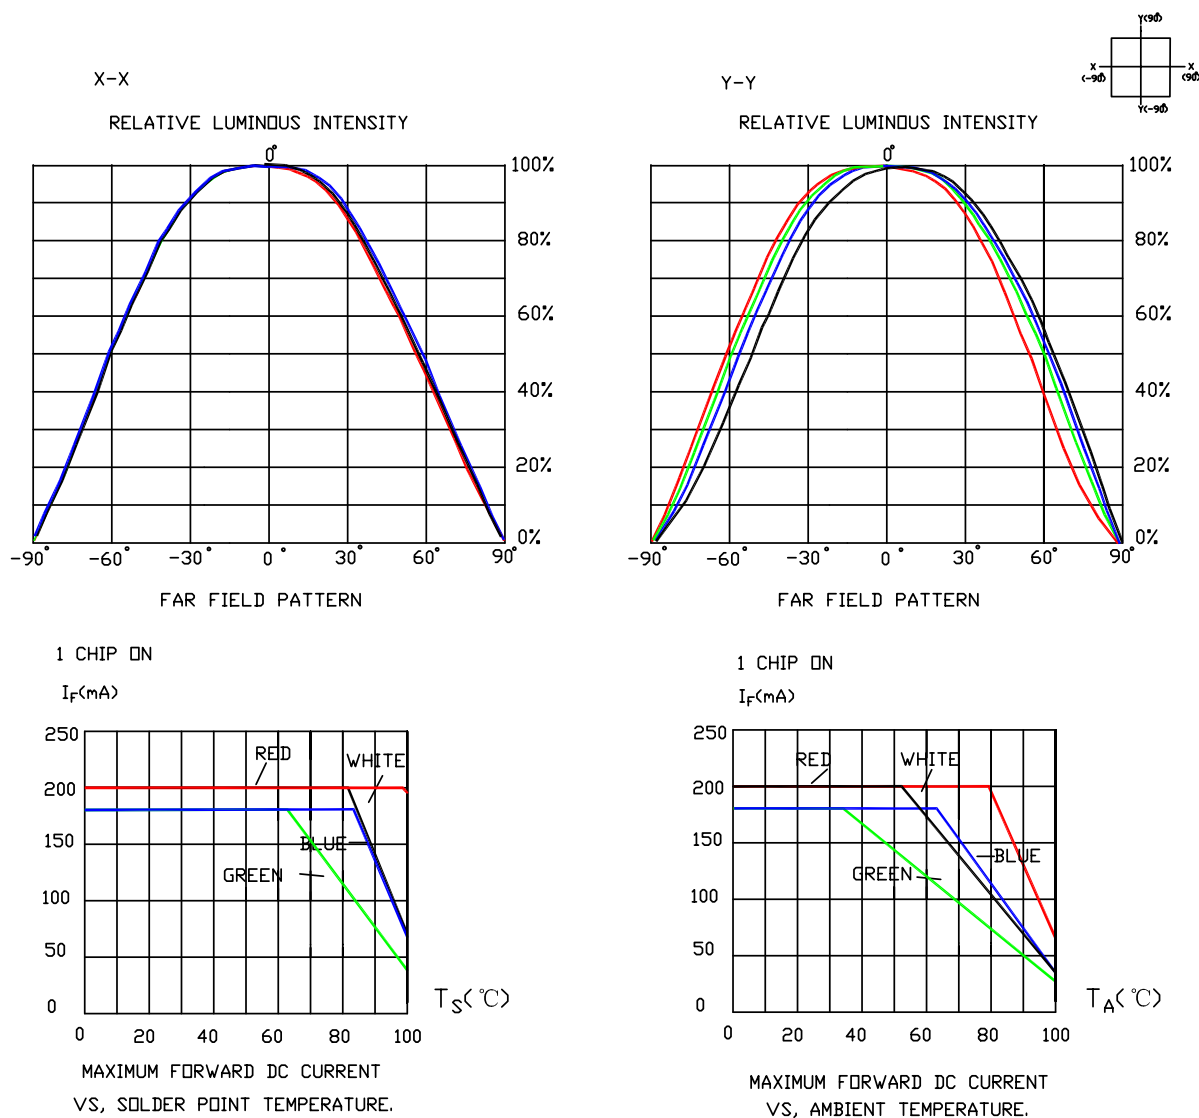 X-X
RELATIVE LUMINOUS INTENSITY
0°
100%
80%
60%
40%
20%
0%
-90° -60° -30° 0° 30° 60° 90°
FAR FIELD PATTERN
Y-Y
RELATIVE LUMINOUS INTENSITY
0°
100%
80%
60%
40%
20%
0%
-90° -60° -30° 0° 30° 60° 90°
FAR FIELD PATTERN
Y(90°)
X X
(-90°) (90°)
Y(-90°)
1 CHIP ON
IF(mA)
250
200
150
100
50
0
RED
WHITE
BLUE
GREEN
0 20 40 60 80 100
TS(℃)
MAXIMUM FORWARD DC CURRENT
VS, SOLDER POINT TEMPERATURE.
1 CHIP ON
IF(mA)
250
200
150
100
50
0
RED
WHITE
BLUE
GREEN
0 20 40 60 80 100
TA(℃)
MAXIMUM FORWARD DC CURRENT
VS, AMBIENT TEMPERATURE.